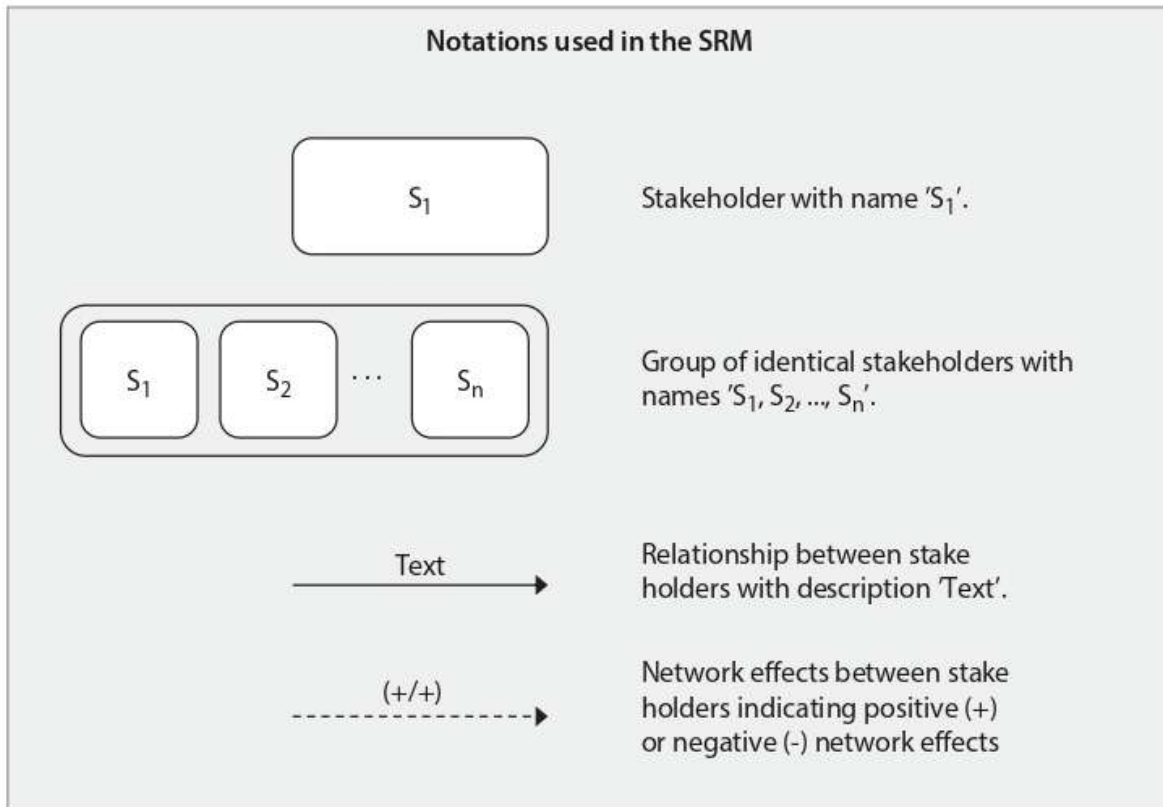 Notations used in the SRM
S₁
Stakeholder with name ’S₁’.
S₁ S₂ ... Sₙ
Group of identical stakeholders with
names ’S₁, S₂, ..., Sₙ’.
Text
Relationship between stake
holders with description ’Text’.
(+/+)
Network effects between stake
holders indicating positive (+)
or negative (-) network effects